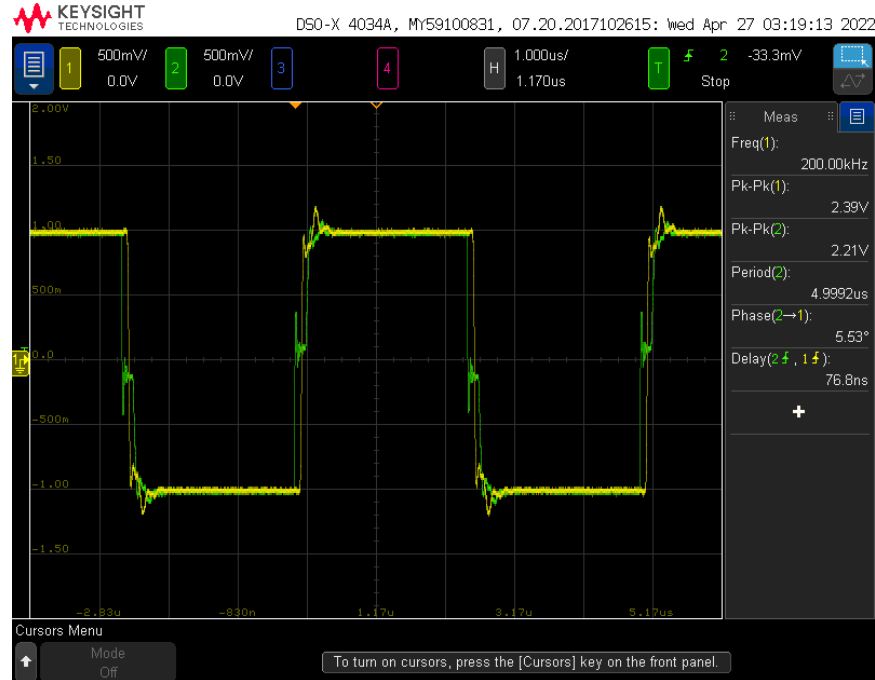 KEYSIGHT
TECHNOLOGIES
DSO-X 4034A, MY59100831, 07.20.2017102615: Wed Apr 27 03:19:13 2022
1 500mV/ 2 500mV/ 3 4 H 1.000us/ T 2 -33.3mV
0.0V 0.0V 1.170us Stop
2.00V
1.50
1.00
500m
0.0
-500m
-1.00
-1.50
-2.83u -830n 1.17u 3.17u 5.17us
Meas
Freq(1):
200.00kHz
Pk-Pk(1):
2.39V
Pk-Pk(2):
2.21V
Period(2):
4.9992us
Phase(2→1):
5.53°
Delay(2, 1):
76.8ns
Cursors Menu
Mode
Off
To turn on cursors, press the [Cursors] key on the front panel.